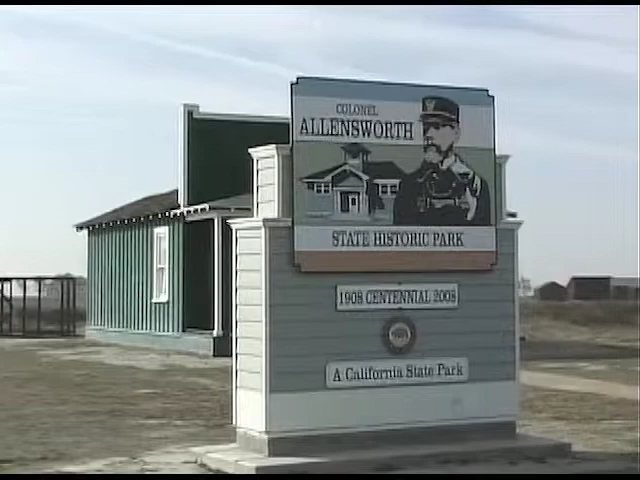 COLONEL
ALLENSWORTH
STATE HISTORIC PARK
1908 CENTENNIAL 2008
A California State Park